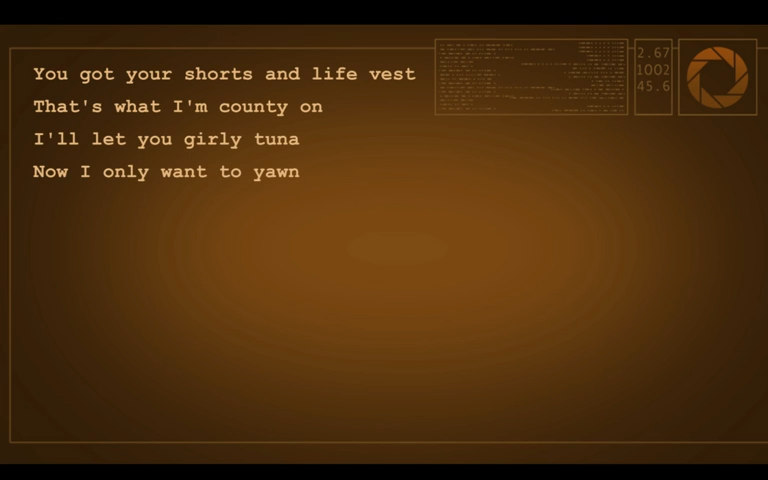 You got your shorts and life vest
That's what I'm county on
I'll let you girly tuna
Now I only want to yawn
2.67
1002
45.6